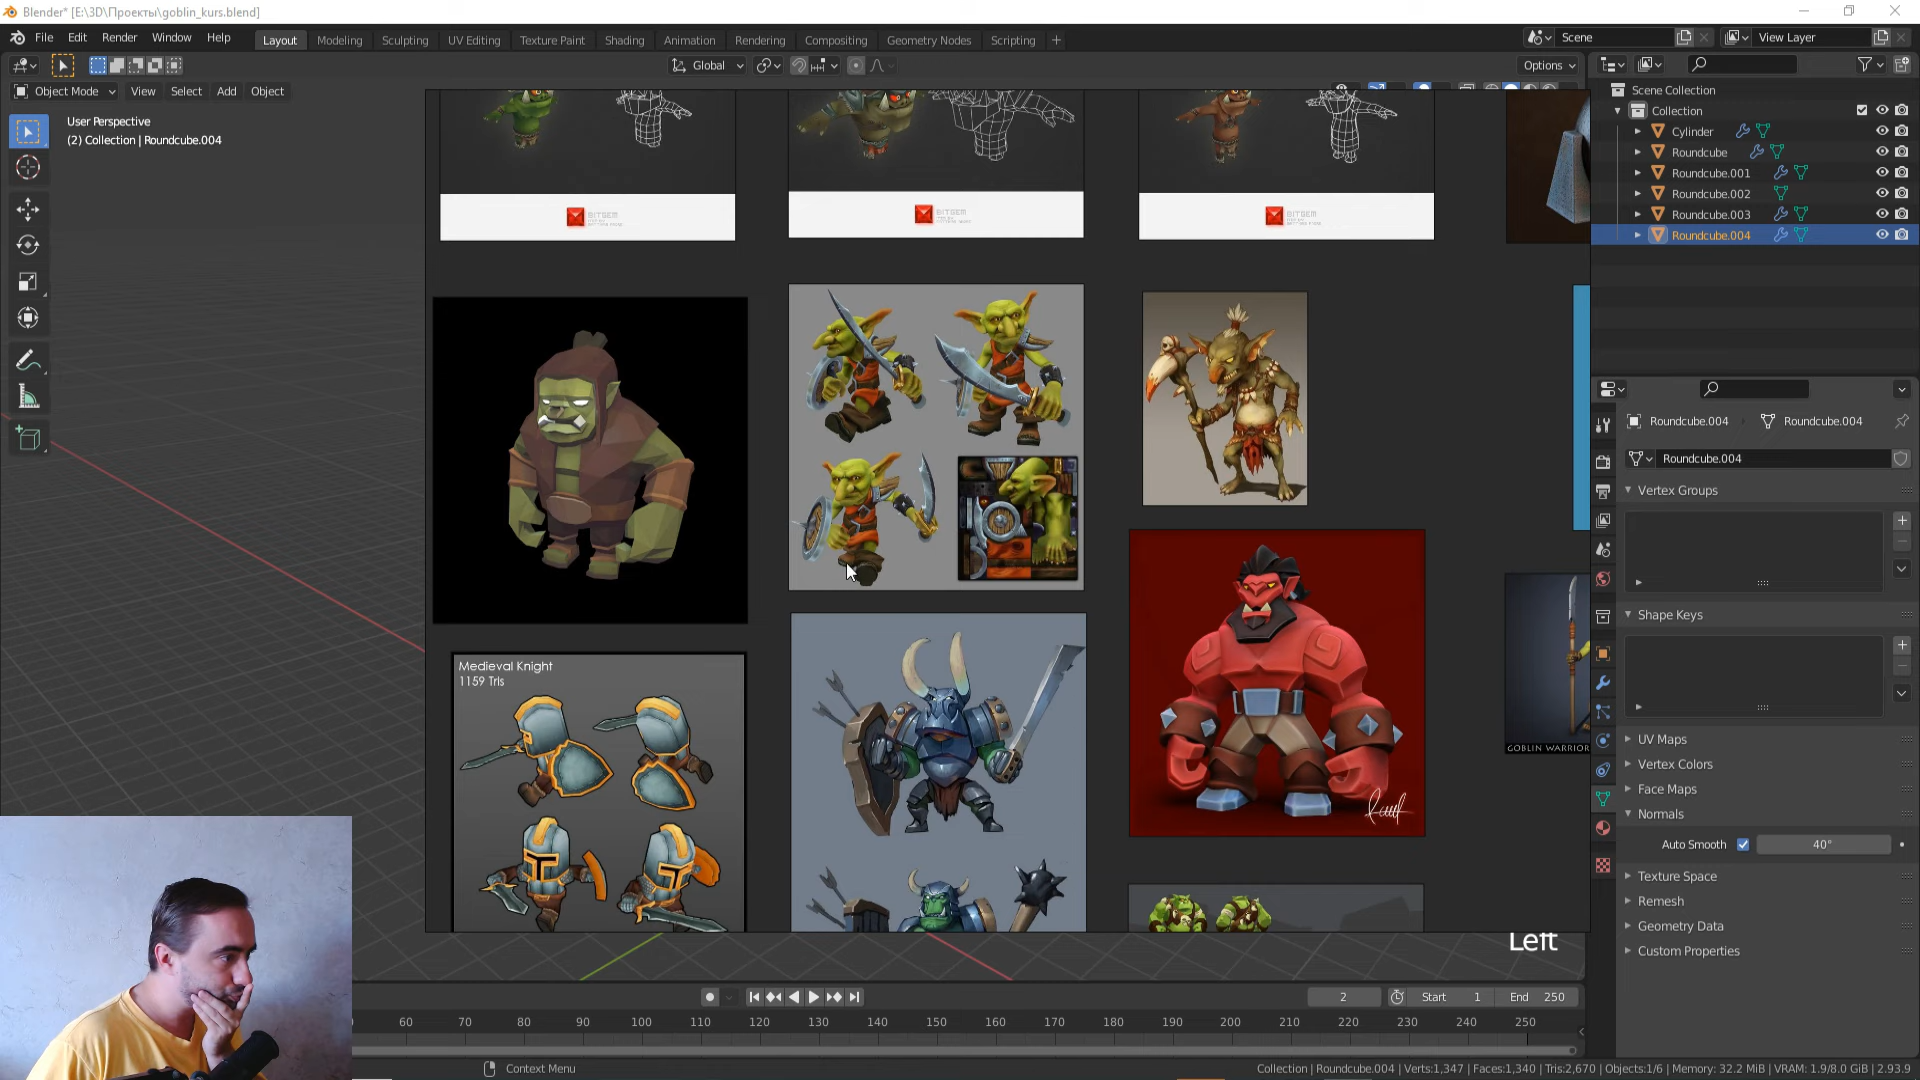 Blender* [E:\3D\Проекты\goblin_kurs.blend]
File Edit Render Window Help
Layout Modeling Sculpting UV Editing Texture Paint Shading Animation Rendering Compositing Geometry Nodes Scripting +
Scene
View Layer
Global
Options
Object Mode View Select Add Object
User Perspective
(2) Collection | Roundcube.004
BITGEM
BITGEM
BITGEM
Medieval Knight
1159 Tris
GOBLIN WARRIOR
Left
Scene Collection
Collection
Cylinder
Roundcube
Roundcube.001
Roundcube.002
Roundcube.003
Roundcube.004
Roundcube.004 Roundcube.004
Roundcube.004
Vertex Groups
Shape Keys
UV Maps
Vertex Colors
Face Maps
Normals
Auto Smooth 40°
Texture Space
Remesh
Geometry Data
Custom Properties
2 Start 1 End 250
60 70 80 90 100 110 120 130 140 150 160 170 180 190 200 210 220 230 240 250
Context Menu
Collection | Roundcube.004 | Verts:1,347 | Faces:1,340 | Tris:2,670 | Objects:1/6 | Memory: 32.2 MiB | VRAM: 1.9/8.0 GiB | 2.93.9